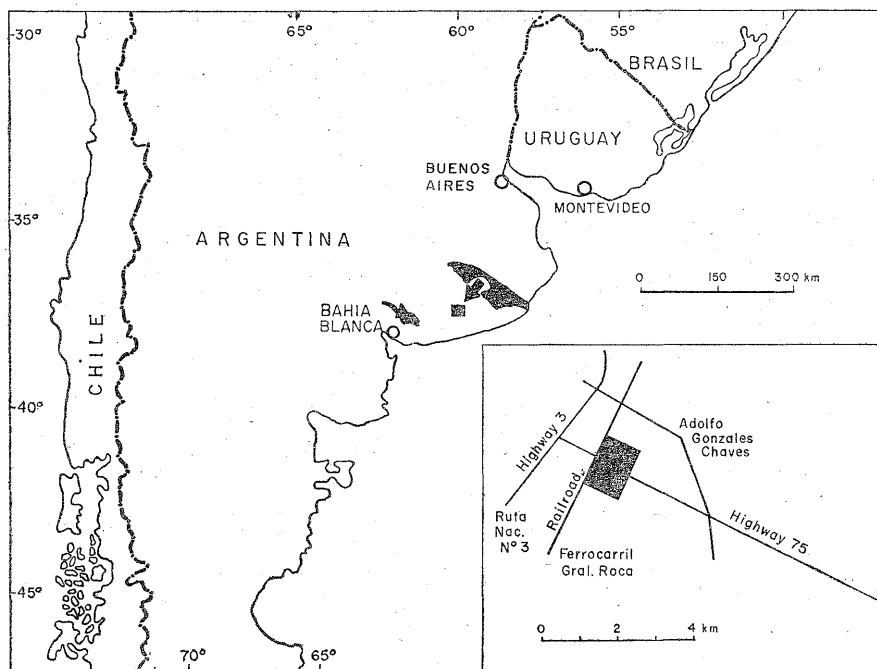 30°
65°
60°
55°
BRASIL
URUGUAY
BUENOS
AIRES
MONTEVIDEO
35°
ARGENTINA
0 150 300 km
BAHIA
BLANCA
CHILE
40°
Highway 3
Adolfo
Gonzales
Chaves
Railroad
Ruta
Nac.
Nº 3
Highway 75
Ferrocarril
Gral. Roca
45°
0 2 4 km
70°
65°